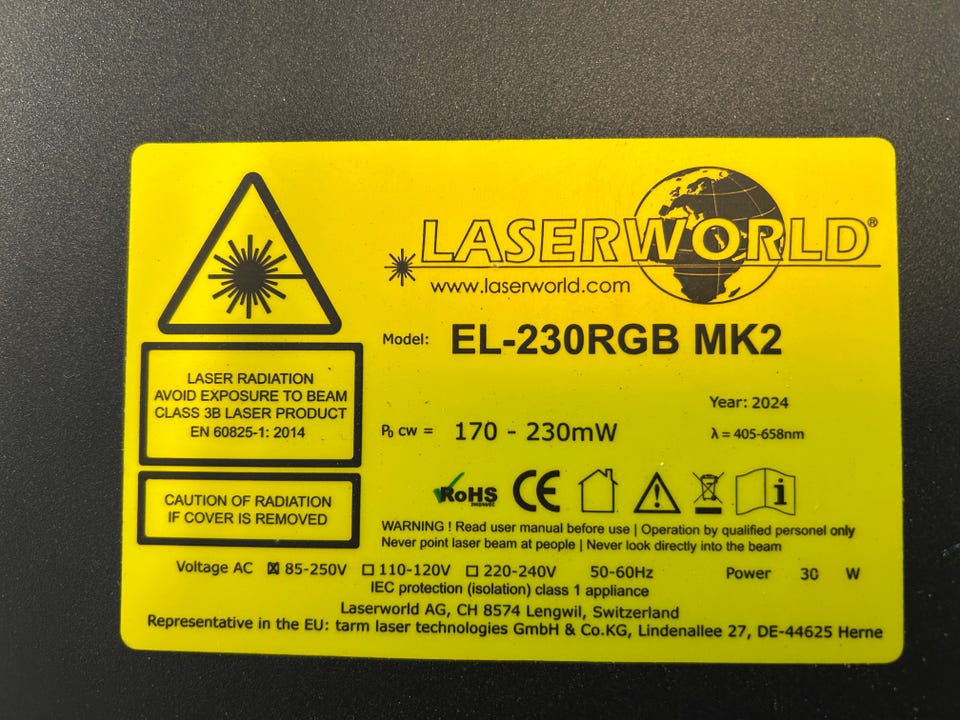 LASERWORLD®
www.laserworld.com
Model: EL-230RGB MK2
LASER RADIATION
AVOID EXPOSURE TO BEAM
CLASS 3B LASER PRODUCT
EN 60825-1: 2014
Year: 2024
P₀ cw = 170 - 230mW
λ = 405-658nm
CAUTION OF RADIATION
IF COVER IS REMOVED
RoHS
CE
i
WARNING ! Read user manual before use | Operation by qualified personel only
Never point laser beam at people | Never look directly into the beam
Voltage AC ☒ 85-250V ☐ 110-120V ☐ 220-240V 50-60Hz Power 30 W
IEC protection (isolation) class 1 appliance
Laserworld AG, CH 8574 Lengwil, Switzerland
Representative in the EU: tarm laser technologies GmbH & Co.KG, Lindenallee 27, DE-44625 Herne